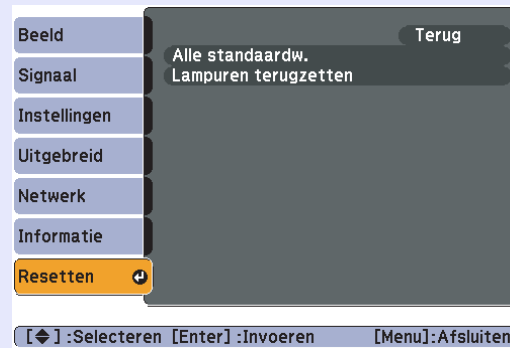 Beeld
Signaal
Instellingen
Uitgebreid
Netwerk
Informatie
Resetten
Terug
Alle standaardw.
Lampuren terugzetten
[◆] :Selecteren [Enter] :Invoeren [Menu]:Afsluiten